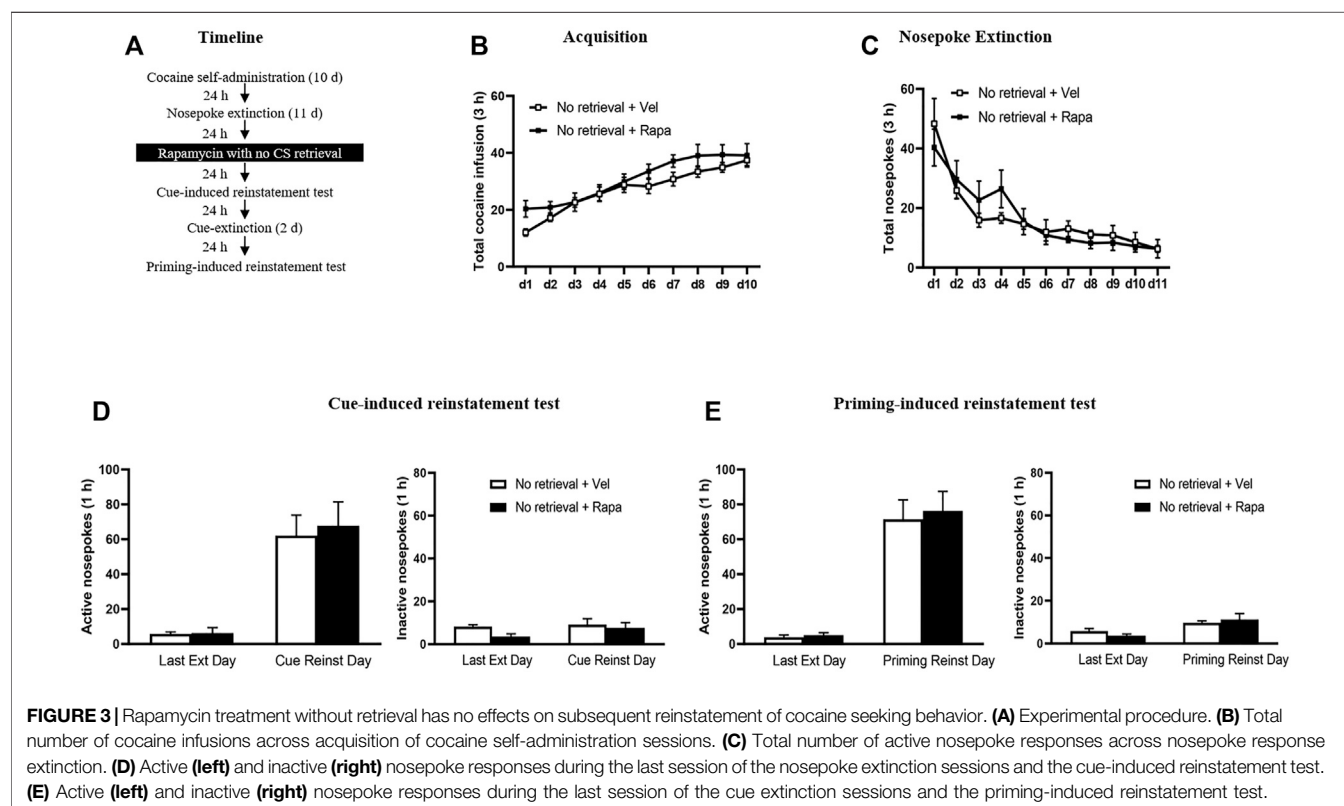 A
Timeline
Cocaine self-administration (10 d)
24 h
Nosepoke extinction (11 d)
24 h
Rapamycin with no CS retrieval
24 h
Cue-induced reinstatement test
24 h
Cue-extinction (2 d)
24 h
Priming-induced reinstatement test
B
Acquisition
Total cocaine infusion (3 h)
60
40
20
0
No retrieval + Vel
No retrieval + Rapa
d1 d2 d3 d4 d5 d6 d7 d8 d9 d10
C
Nosepoke Extinction
Total nosepokes (3 h)
60
40
20
0
No retrieval + Vel
No retrieval + Rapa
d1 d2 d3 d4 d5 d6 d7 d8 d9 d10 d11
D
Cue-induced reinstatement test
Active nosepokes (1 h)
100
80
60
40
20
0
Last Ext Day Cue Reinst Day
Inactive nosepokes (1 h)
80
60
40
20
0
No retrieval + Vel
No retrieval + Rapa
Last Ext Day Cue Reinst Day
E
Priming-induced reinstatement test
Active nosepokes (1 h)
100
80
60
40
20
0
Last Ext Day Priming Reinst Day
Inactive nosepokes (1 h)
80
60
40
20
0
No retrieval + Vel
No retrieval + Rapa
Last Ext Day Priming Reinst Day
FIGURE 3 | Rapamycin treatment without retrieval has no effects on subsequent reinstatement of cocaine seeking behavior. (A) Experimental procedure. (B) Total
number of cocaine infusions across acquisition of cocaine self-administration sessions. (C) Total number of active nosepoke responses across nosepoke response
extinction. (D) Active (left) and inactive (right) nosepoke responses during the last session of the nosepoke extinction sessions and the cue-induced reinstatement test.
(E) Active (left) and inactive (right) nosepoke responses during the last session of the cue extinction sessions and the priming-induced reinstatement test.